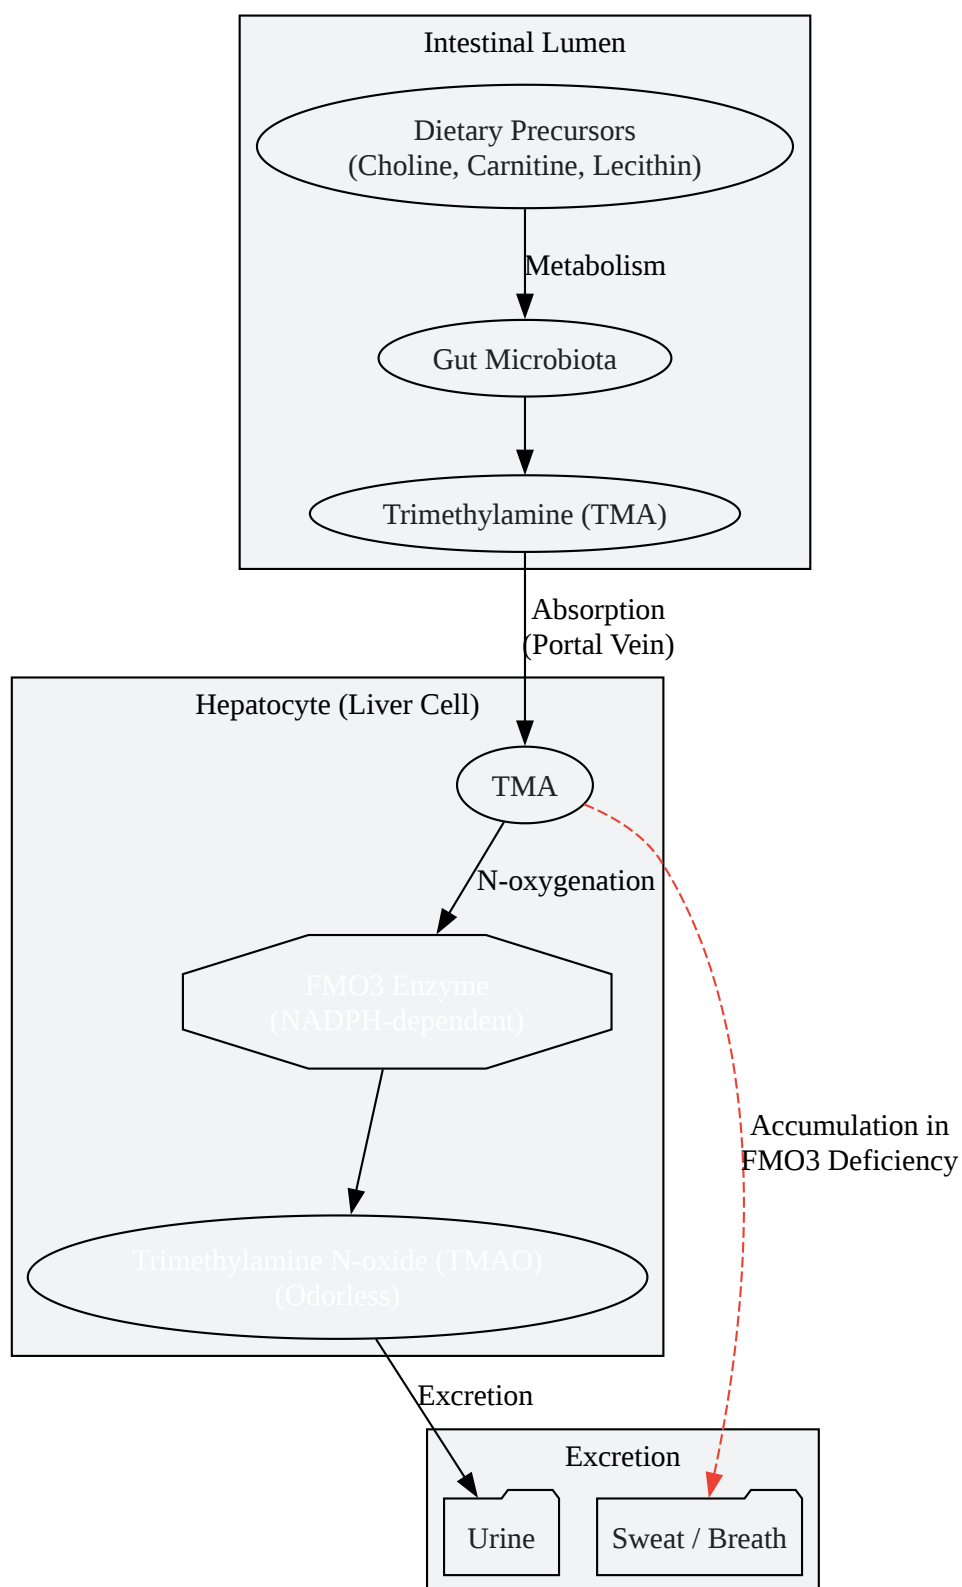 Intestinal Lumen
Dietary Precursors
(Choline, Carnitine, Lecithin)
Metabolism
Gut Microbiota
Trimethylamine (TMA)
Absorption
(Portal Vein)
Hepatocyte (Liver Cell)
TMA
N-oxygenation
FMO3 Enzyme
(NADPH-dependent)
Accumulation in
FMO3 Deficiency
Trimethylamine N-oxide (TMAO)
(Odorless)
Excretion
Excretion
Urine
Sweat / Breath